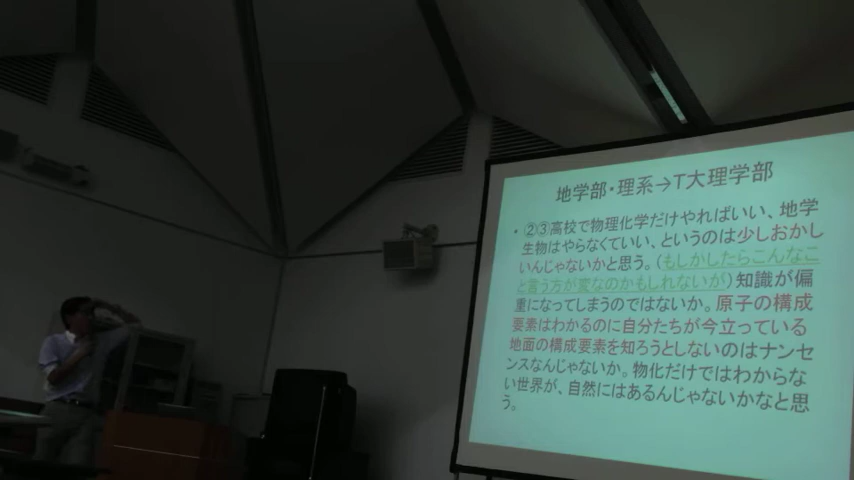 地学部・理系→T大理学部
• ②③高校で物理化学だけやればいい、地学
生物はやらなくていい、というのは少しおかし
いんじゃないかと思う。(もしかしたらこんなこ
と言う方が変なのかもしれないが)知識が偏
重になってしまうのではないか。原子の構成
要素はわかるのに自分たちが今立っている
地面の構成要素を知ろうとしないのはナンセ
ンスなんじゃないか。物化だけではわからな
い世界が、自然にはあるんじゃないかなと思
う。